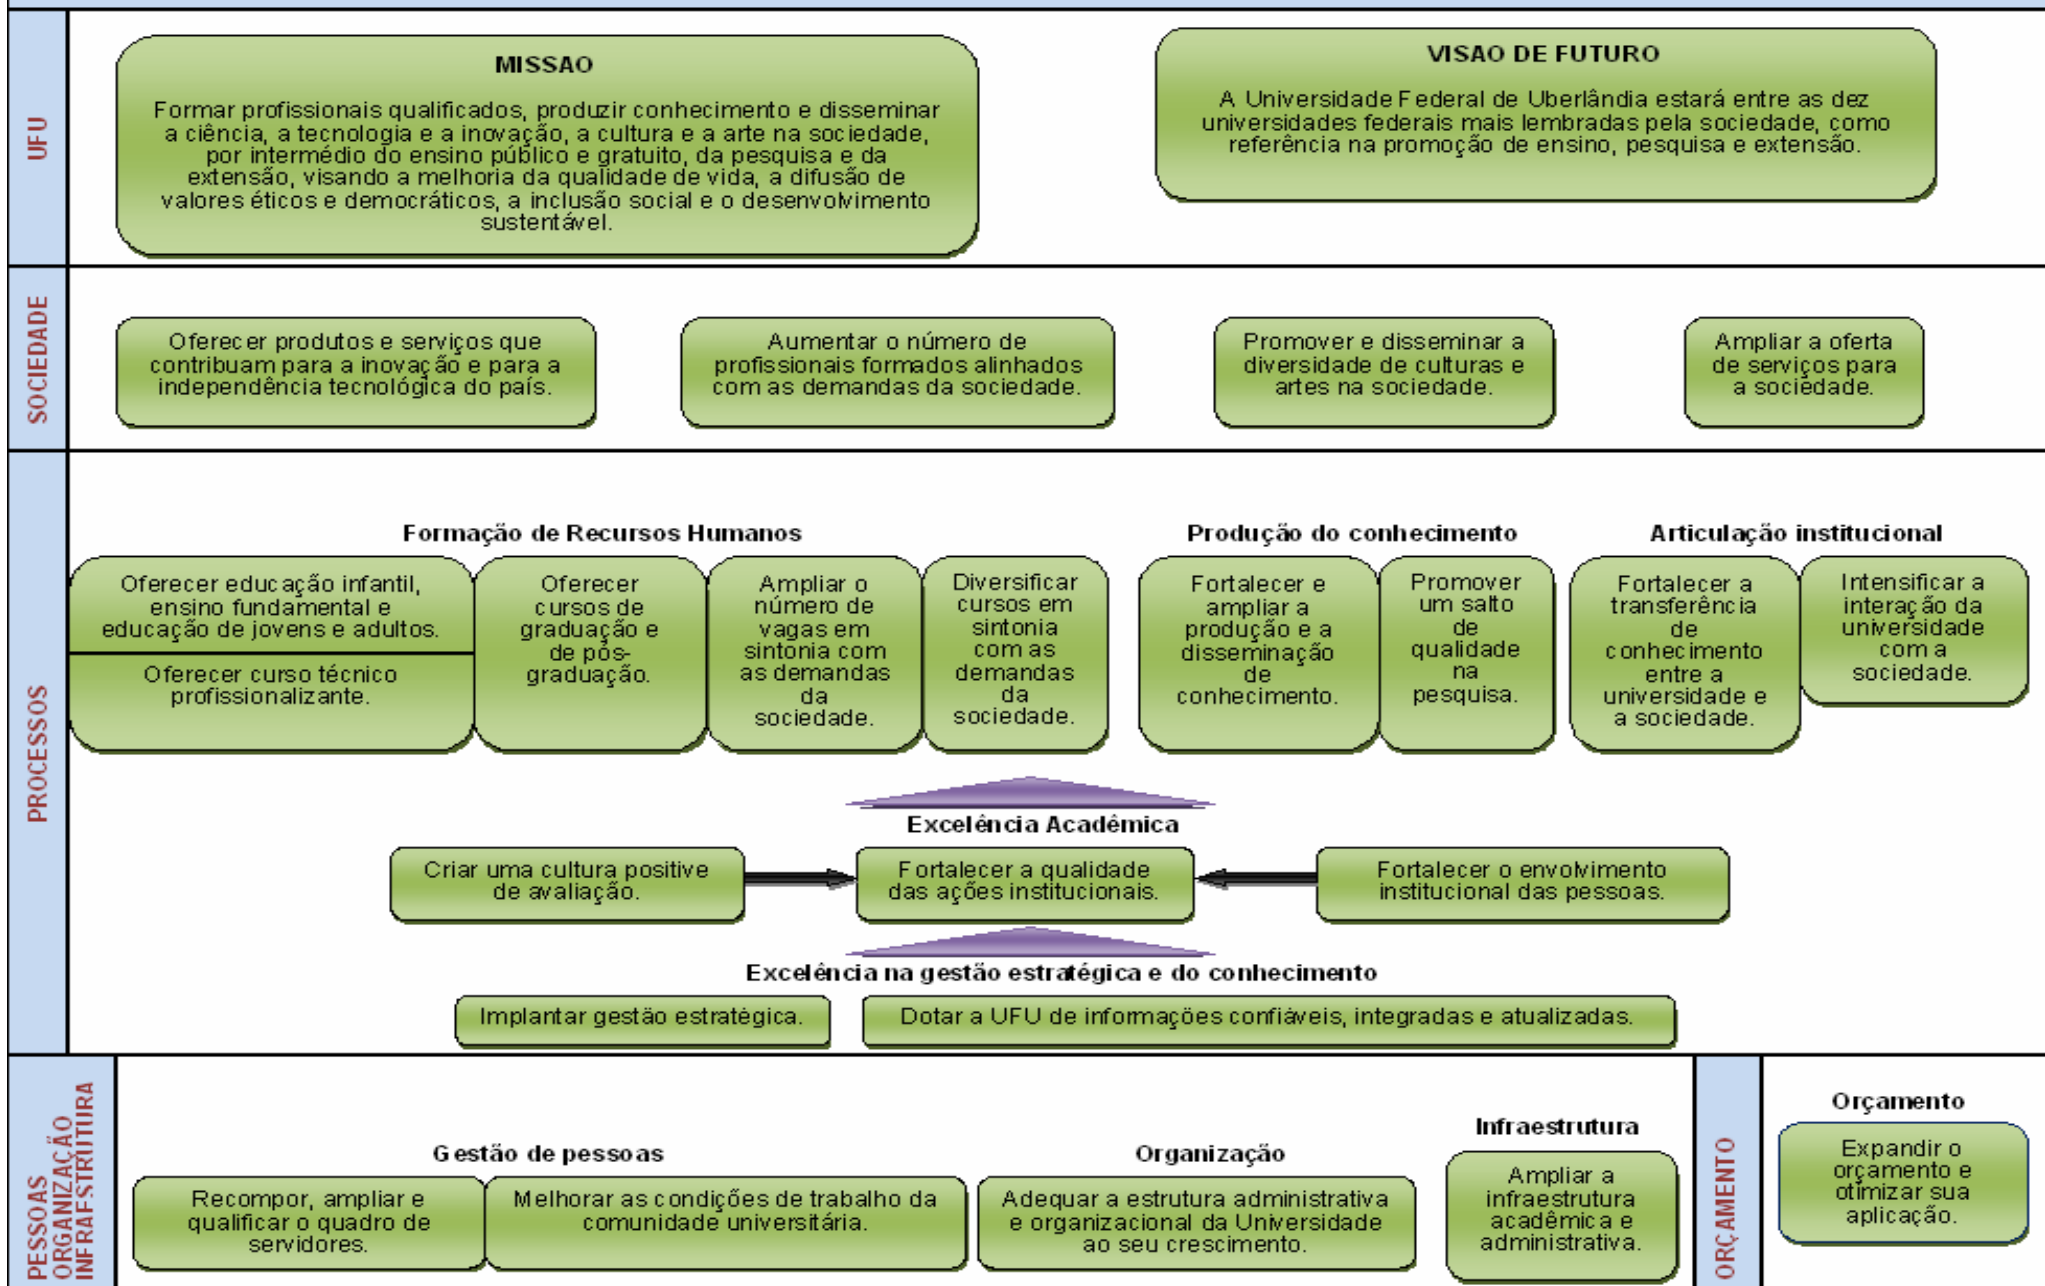 UFU
MISSAO
Formar profissionais qualificados, produzir conhecimento e disseminar
a ciência, a tecnologia e a inovação, a cultura e a arte na sociedade,
por intermédio do ensino público e gratuito, da pesquisa e da
extensão, visando a melhoria da qualidade de vida, a difusão de
valores éticos e democráticos, a inclusão social e o desenvolvimento
sustentável.
VISAO DE FUTURO
A Universidade Federal de Uberlândia estará entre as dez
universidades federais mais lembradas pela sociedade, como
referência na promoção de ensino, pesquisa e extensão.
SOCIEDADE
Oferecer produtos e serviços que
contribuam para a inovação e para a
independência tecnológica do país.
Aumentar o número de
profissionais formados alinhados
com as demandas da sociedade.
Promover e disseminar a
diversidade de culturas e
artes na sociedade.
Ampliar a oferta
de serviços para
a sociedade.
PROCESSOS
Formação de Recursos Humanos
Oferecer educação infantil,
ensino fundamental e
educação de jovens e adultos.
Oferecer curso técnico
profissionalizante.
Oferecer
cursos de
graduação e
de pós-
graduação.
Ampliar o
número de
vagas em
sintonia com
as demandas
da
sociedade.
Diversificar
cursos em
sintonia
com as
demandas
da
sociedade.
Produção do conhecimento
Fortalecer e
ampliar a
produção e a
disseminação
de
conhecimento.
Promover
um salto
de
qualidade
na
pesquisa.
Articulação institucional
Fortalecer a
transferência
de
conhecimento
entre a
universidade e
a sociedade.
Intensificar a
interação da
universidade
com a
sociedade.
Excelência Acadêmica
Criar uma cultura positive
de avaliação.
Fortalecer a qualidade
das ações institucionais.
Fortalecer o envolvimento
institucional das pessoas.
Excelência na gestão estratégica e do conhecimento
Implantar gestão estratégica.
Dotar a UFU de informações confiáveis, integradas e atualizadas.
PESSOAS
ORGANIZAÇÃO
INFRAESTRUTURA
Gestão de pessoas
Recompor, ampliar e
qualificar o quadro de
servidores.
Melhorar as condições de trabalho da
comunidade universitária.
Organização
Adequar a estrutura administrativa
e organizacional da Universidade
ao seu crescimento.
Infraestrutura
Ampliar a
infraestrutura
acadêmica e
administrativa.
ORÇAMENTO
Orçamento
Expandir o
orçamento e
otimizar sua
aplicação.